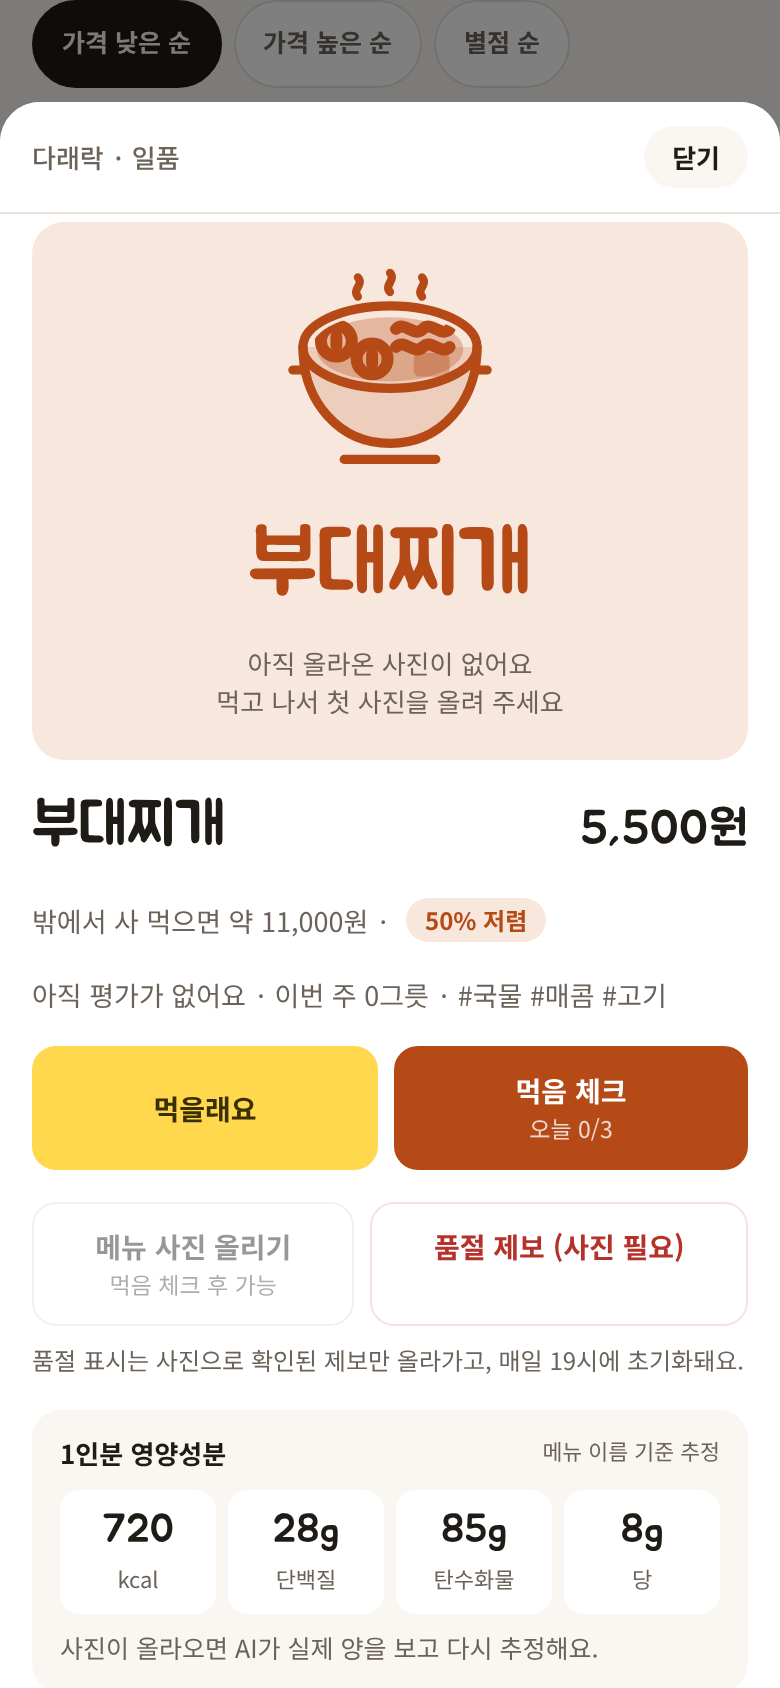 가격 낮은 순
가격 높은 순
별점 순
다래락 · 일품
닫기
부대찌개
아직 올라온 사진이 없어요
먹고 나서 첫 사진을 올려 주세요
부대찌개
5,500원
밖에서 사 먹으면 약 11,000원 ·
50% 저렴
아직 평가가 없어요 · 이번 주 0그릇 · #국물 #매콤 #고기
먹을래요
먹음 체크
오늘 0/3
메뉴 사진 올리기
먹음 체크 후 가능
품절 제보 (사진 필요)
품절 표시는 사진으로 확인된 제보만 올라가고, 매일 19시에 초기화돼요.
1인분 영양성분
메뉴 이름 기준 추정
720
kcal
28g
단백질
85g
탄수화물
8g
당
사진이 올라오면 AI가 실제 양을 보고 다시 추정해요.